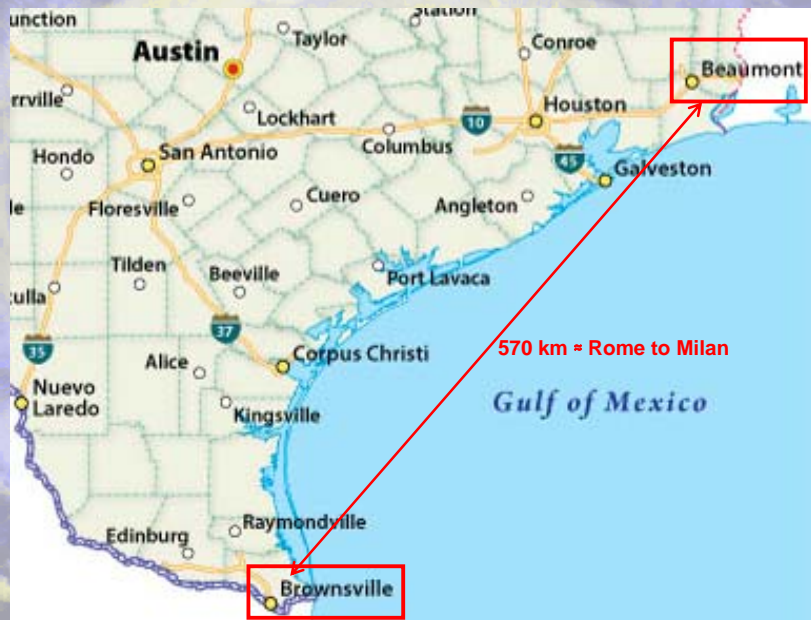 Station
unction
Taylor
Conroe
Austin
Beaumont
rrville
Lockhart
10
Houston
Columbus
Hondo
San Antonio
45
Galveston
Cuero
Angleton
Floresville
Tilden
Beeville
Port Lavaca
ulla
37
35
Alice
Corpus Christi
570 km ≈ Rome to Milan
Nuevo
Laredo
Kingsville
Gulf of Mexico
Raymondville
Edinburg
Brownsville